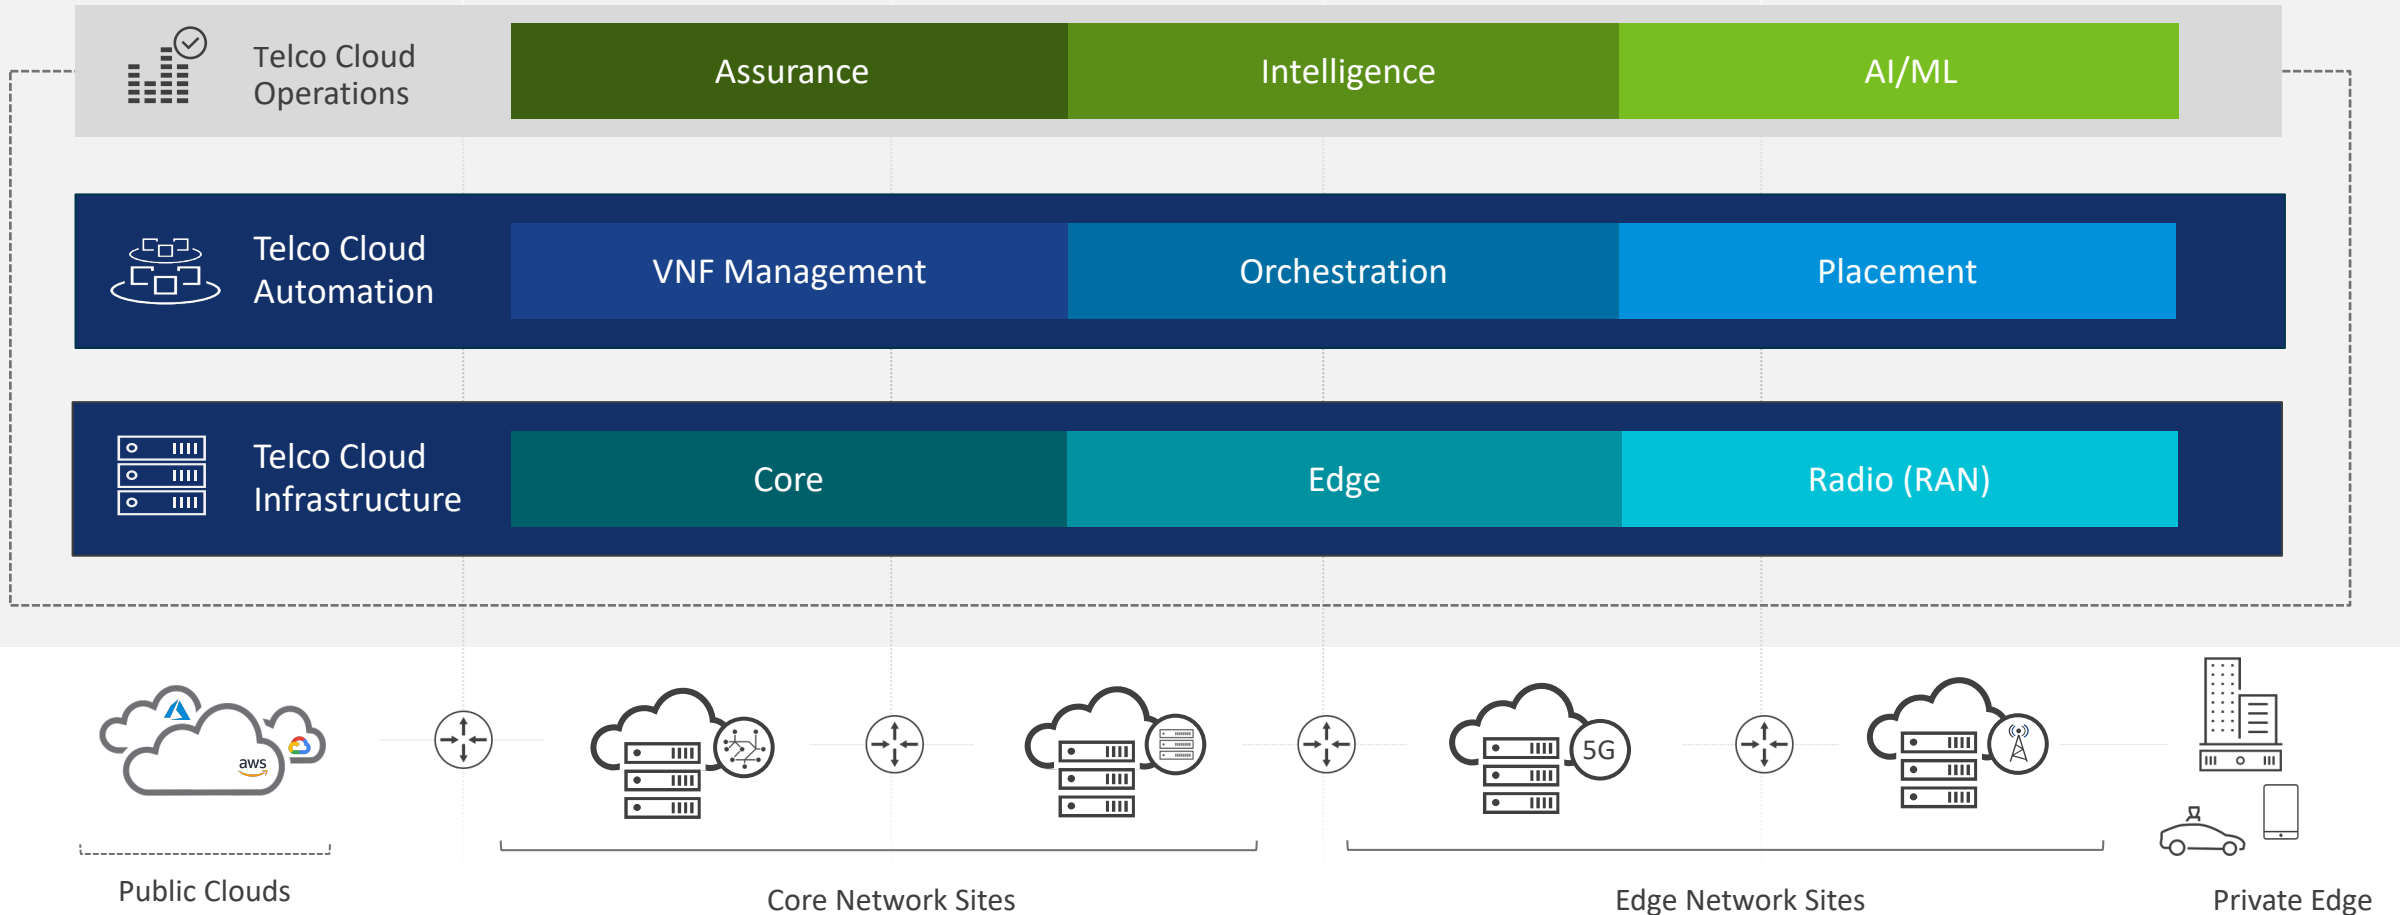 Telco Cloud
Operations
Assurance
Intelligence
AI/ML
Telco Cloud
Automation
VNF Management
Orchestration
Placement
Telco Cloud
Infrastructure
Core
Edge
Radio (RAN)
aws
5G
Public Clouds
Core Network Sites
Edge Network Sites
Private Edge